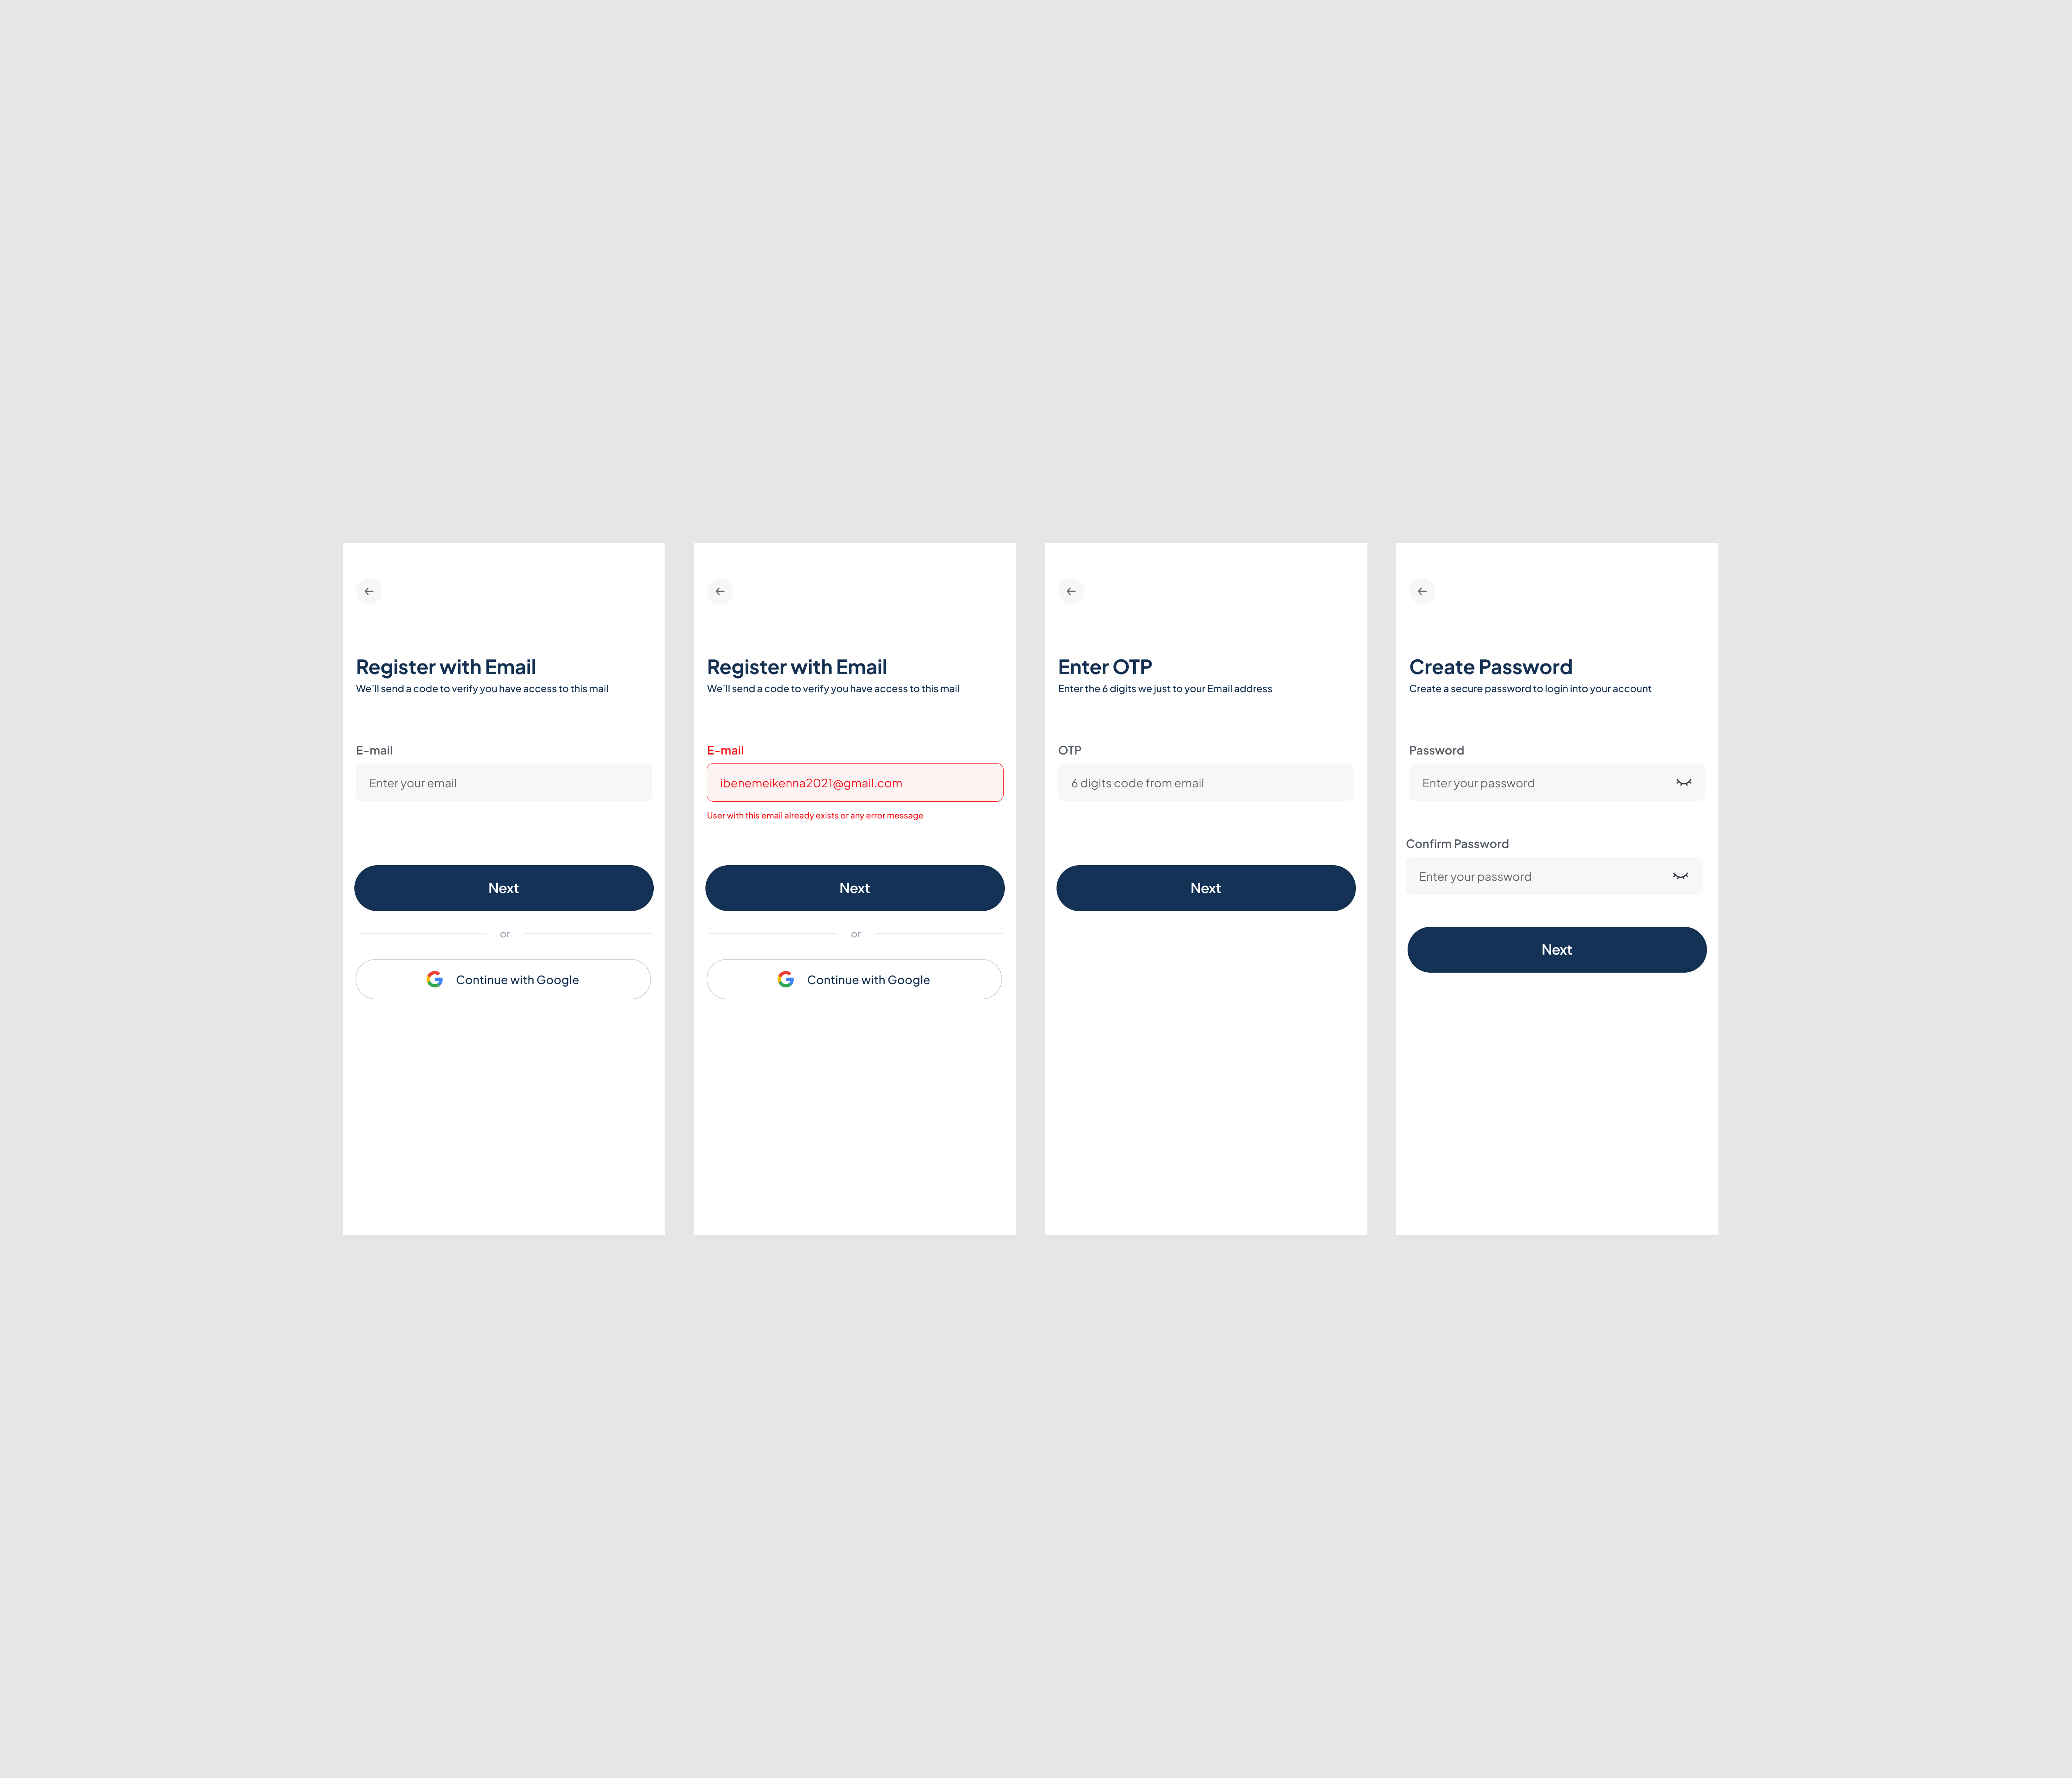 Register with Email
We'll send a code to verify you have access to this mail
E-mail
Enter your email
Next
or
Continue with Google
Register with Email
We'll send a code to verify you have access to this mail
E-mail
ibenemeikenna2021@gmail.com
User with this email already exists or any error message
Next
or
Continue with Google
Enter OTP
Enter the 6 digits we just to your Email address
OTP
6 digits code from email
Next
Create Password
Create a secure password to login into your account
Password
Enter your password
Confirm Password
Enter your password
Next